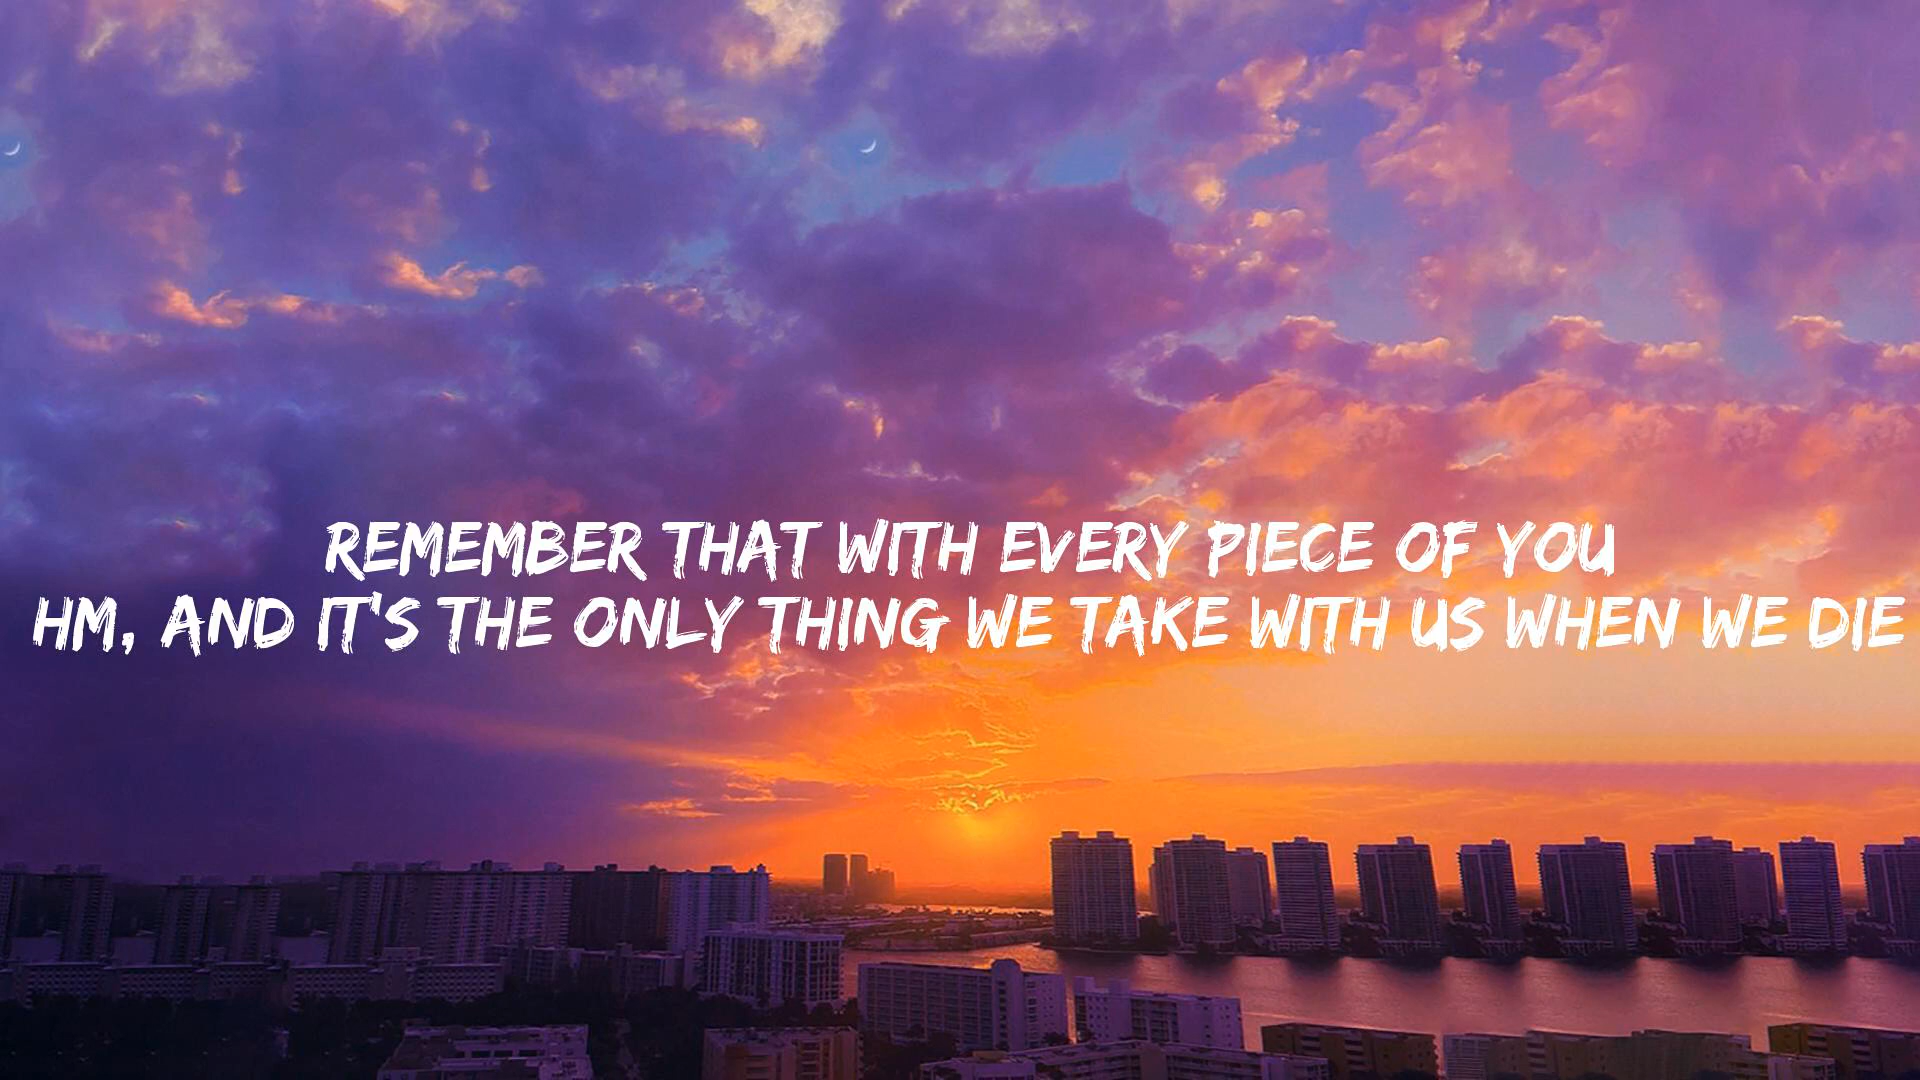 REMEMBER THAT WITH EVERY PIECE OF YOU
HM, AND IT'S THE ONLY THING WE TAKE WITH US WHEN WE DIE